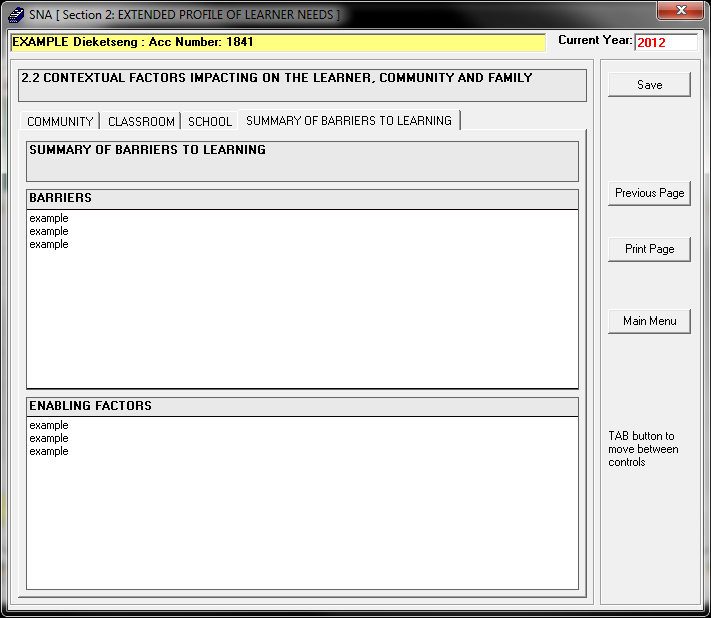 SNA [ Section 2: EXTENDED PROFILE OF LEARNER NEEDS ]
EXAMPLE Dieketseng : Acc Number: 1841
Current Year: 2012
2.2 CONTEXTUAL FACTORS IMPACTING ON THE LEARNER, COMMUNITY AND FAMILY
COMMUNITY CLASSROOM SCHOOL SUMMARY OF BARRIERS TO LEARNING
SUMMARY OF BARRIERS TO LEARNING
BARRIERS
example
example
example
ENABLING FACTORS
example
example
example
Save
Previous Page
Print Page
Main Menu
TAB button to
move between
controls